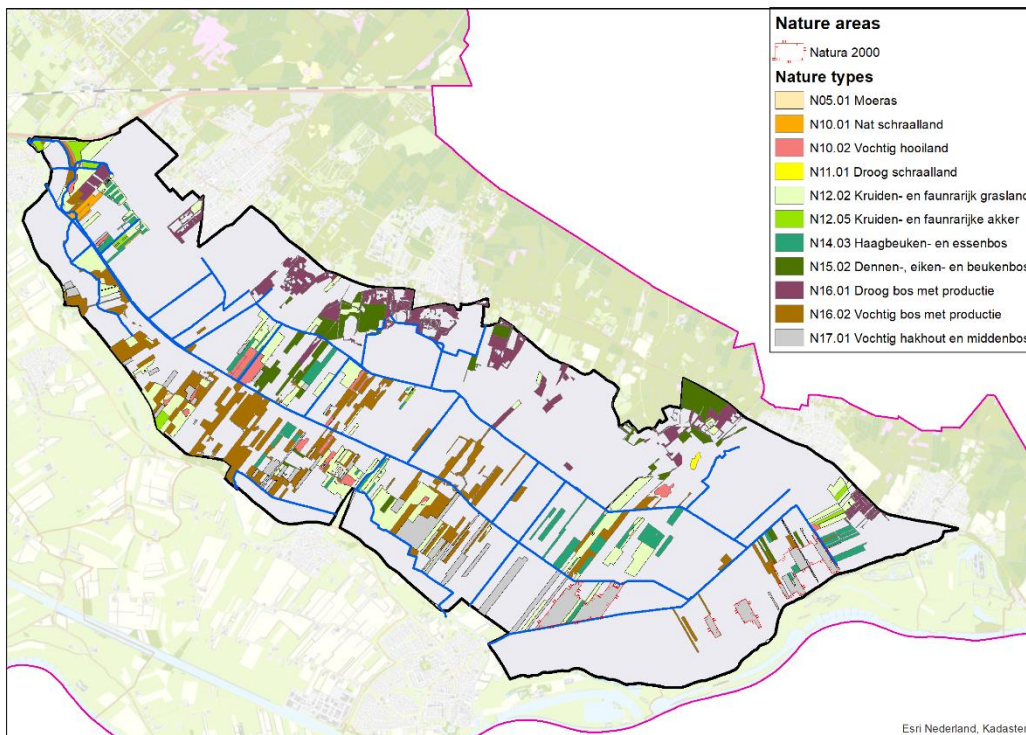 Nature areas
Natura 2000
Nature types
N05.01 Moeras
N10.01 Nat schraalland
N10.02 Vochtig hooiland
N11.01 Droog schraalland
N12.02 Kruiden- en faunrarijk grasland
N12.05 Kruiden- en faunrarijke akker
N14.03 Haagbeuken- en essenbos
N15.02 Dennen-, eiken- en beukenbos
N16.01 Droog bos met productie
N16.02 Vochtig bos met productie
N17.01 Vochtig hakhout en middenbos
Esri Nederland, Kadaster